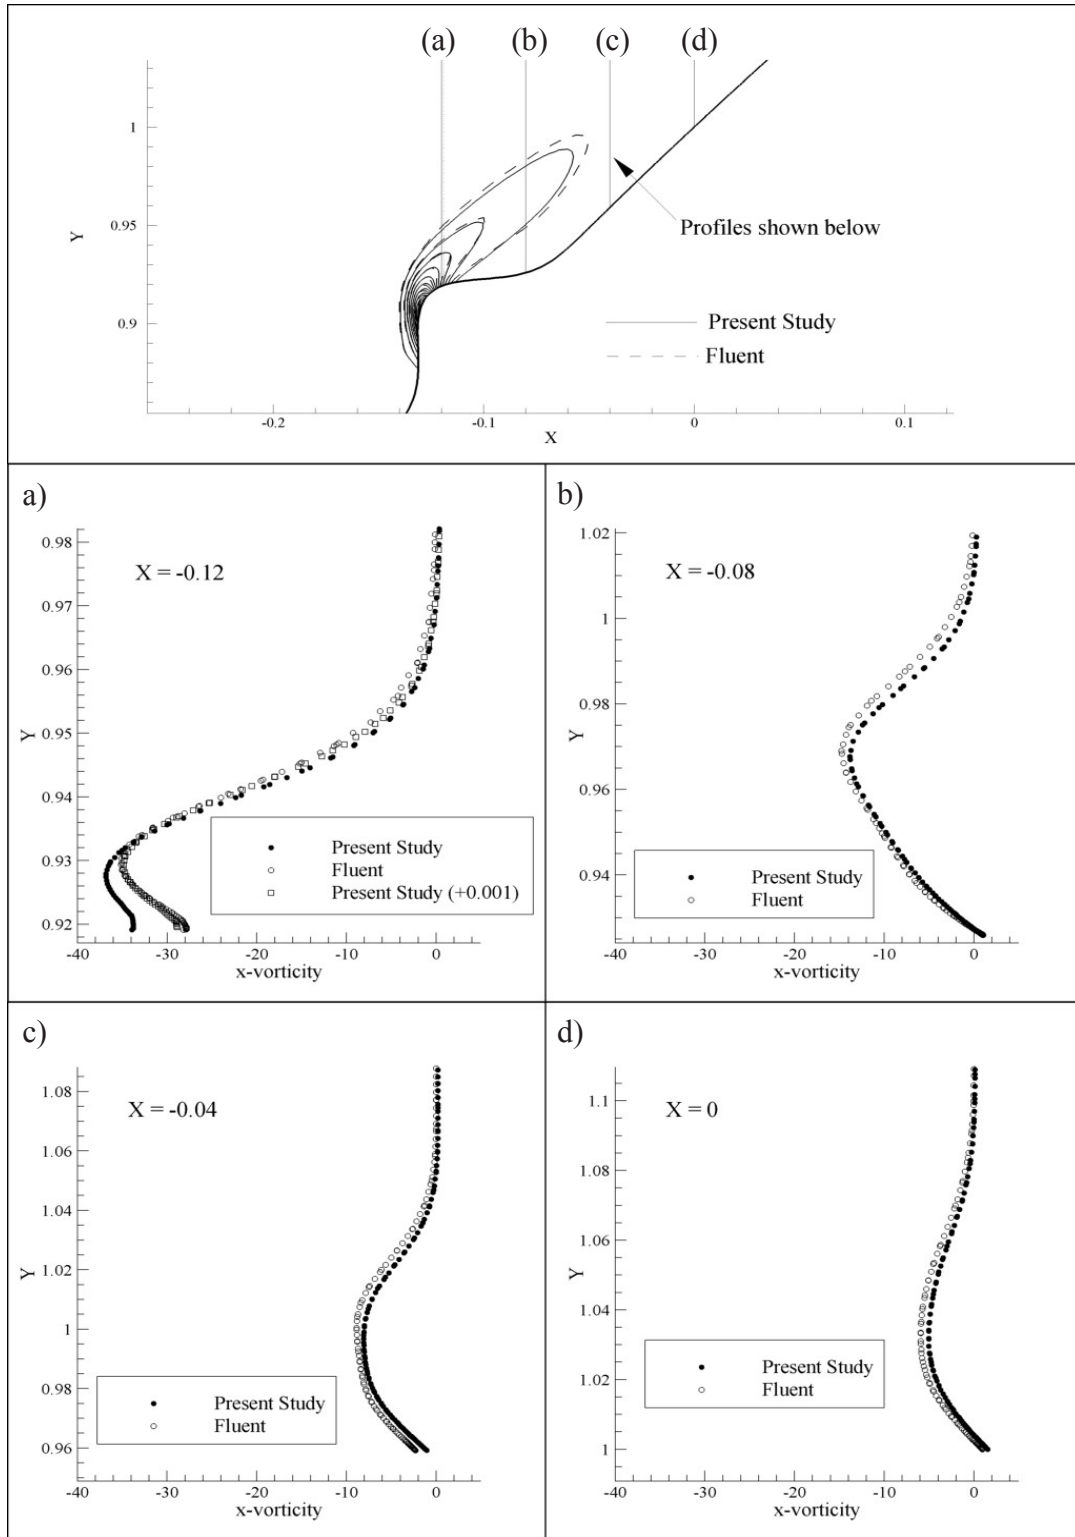 (a) (b) (c) (d)
1
0.95
0.9
Y
Profiles shown below
Present Study
Fluent
-0.2 -0.1 0 0.1
X
a)
X = -0.12
0.98
0.97
0.96
0.95
0.94
0.93
0.92
Y
Present Study
Fluent
Present Study (+0.001)
-40 -30 -20 -10 0
x-vorticity
b)
X = -0.08
1.02
1
0.98
0.96
0.94
Y
Present Study
Fluent
-40 -30 -20 -10 0
x-vorticity
c)
X = -0.04
1.08
1.06
1.04
1.02
1
0.98
0.96
Y
Present Study
Fluent
-40 -30 -20 -10 0
x-vorticity
d)
X = 0
1.1
1.08
1.06
1.04
1.02
1
Y
Present Study
Fluent
-40 -30 -20 -10 0
x-vorticity